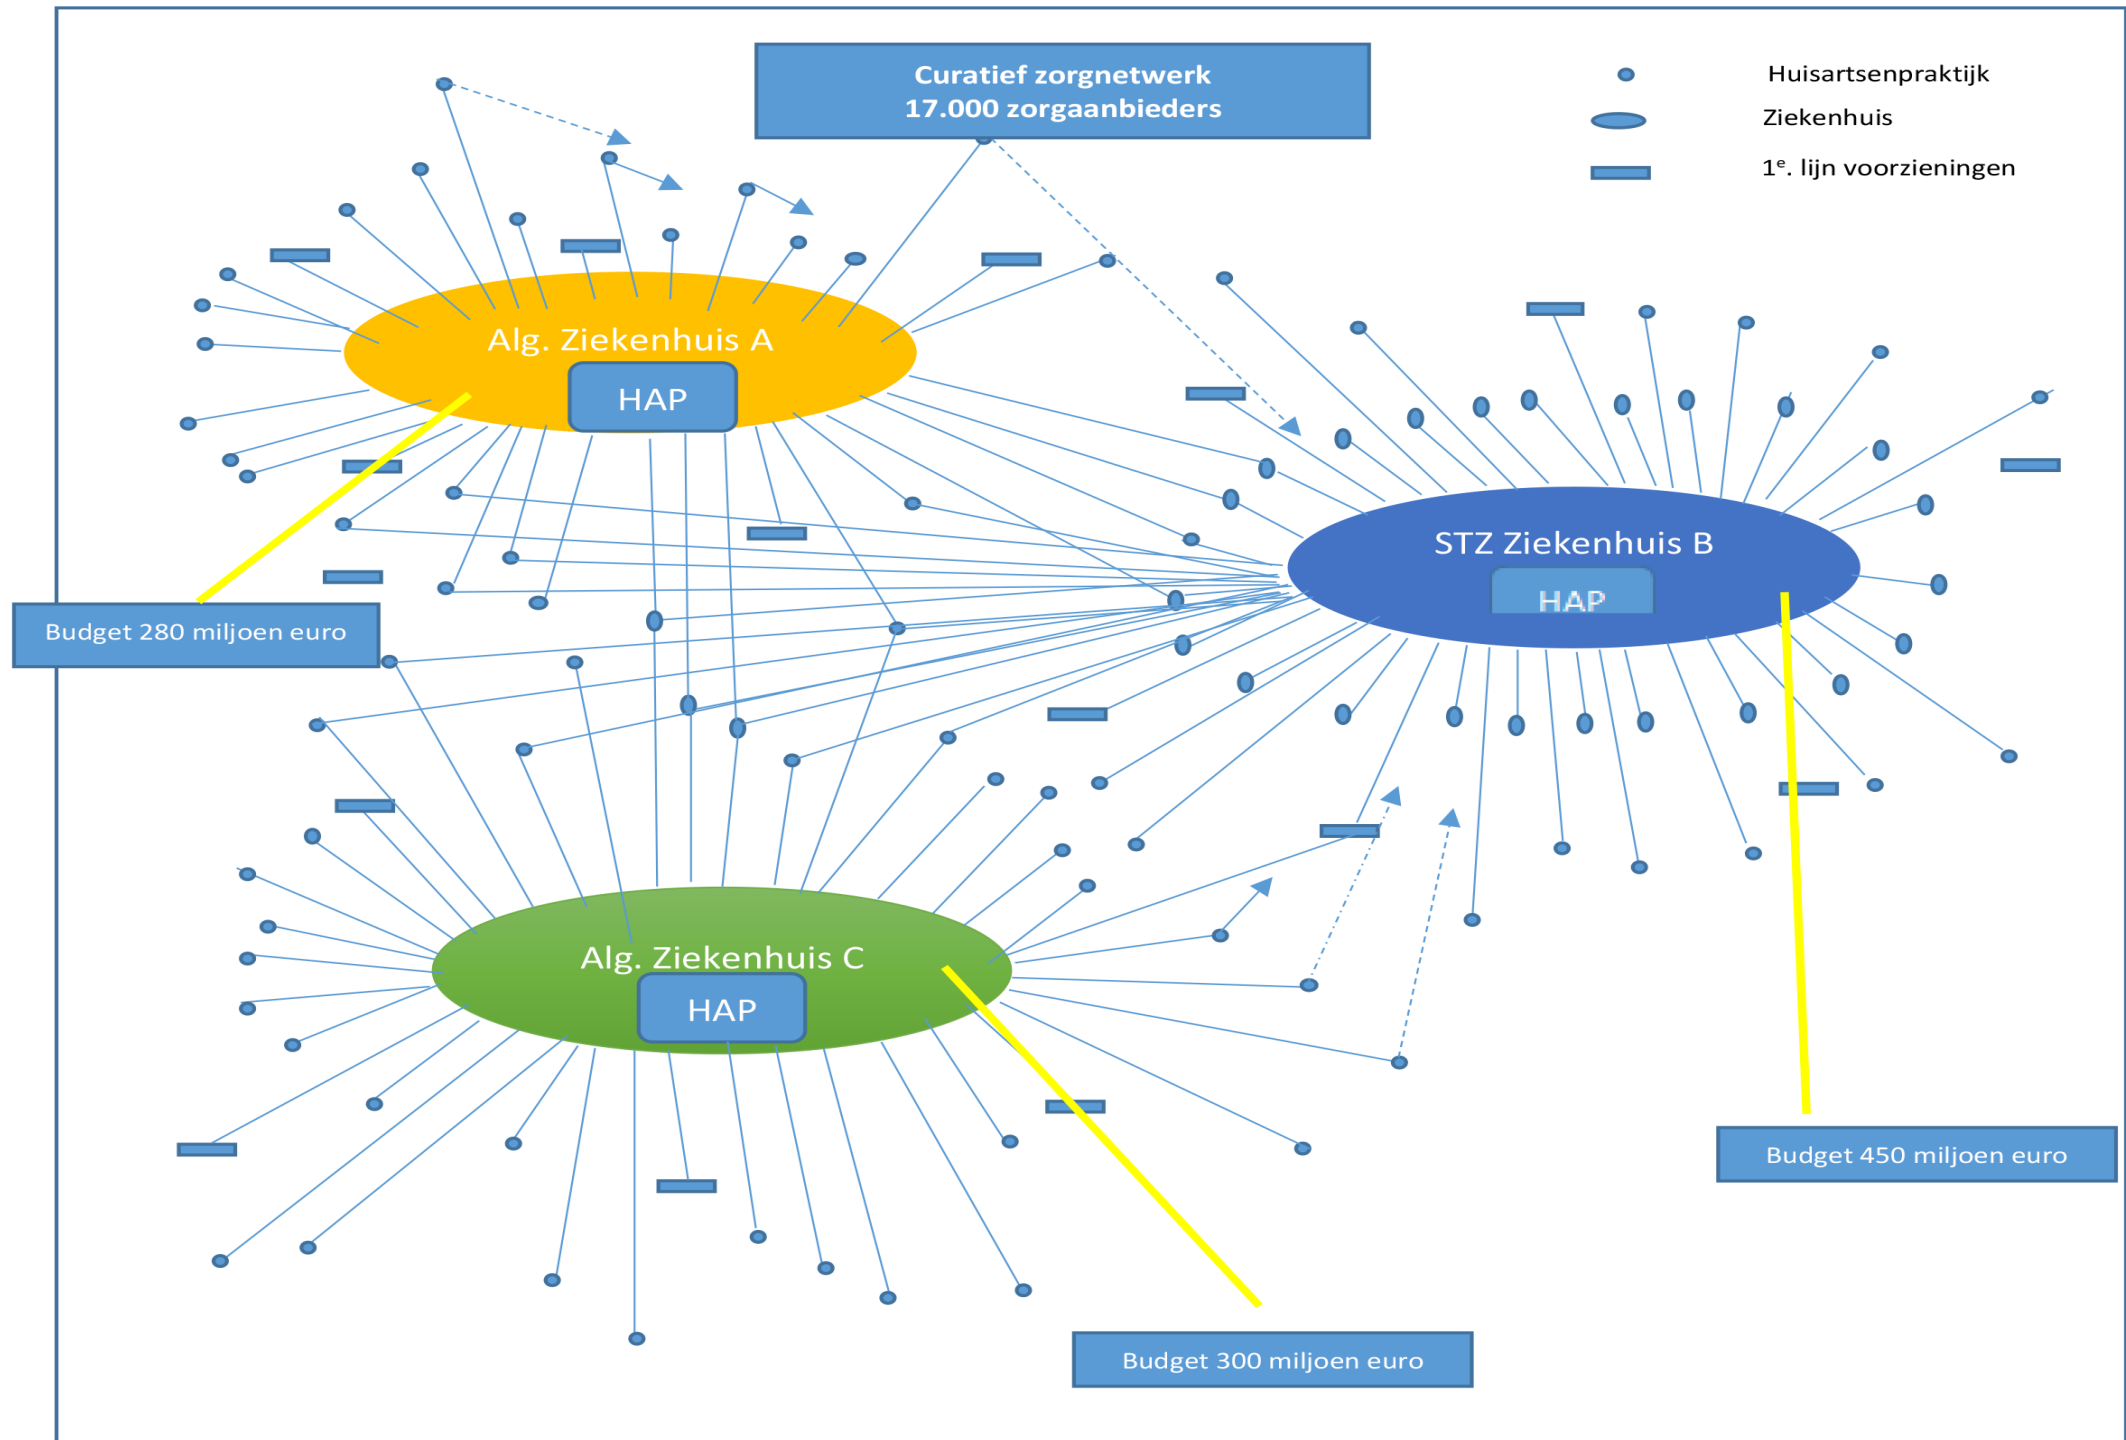 Curatief zorgnetwerk
17.000 zorgaanbieders
Huisartsenpraktijk
Ziekenhuis
1e. lijn voorzieningen
Alg. Ziekenhuis A
HAP
STZ Ziekenhuis B
HAP
Budget 280 miljoen euro
Alg. Ziekenhuis C
HAP
Budget 450 miljoen euro
Budget 300 miljoen euro